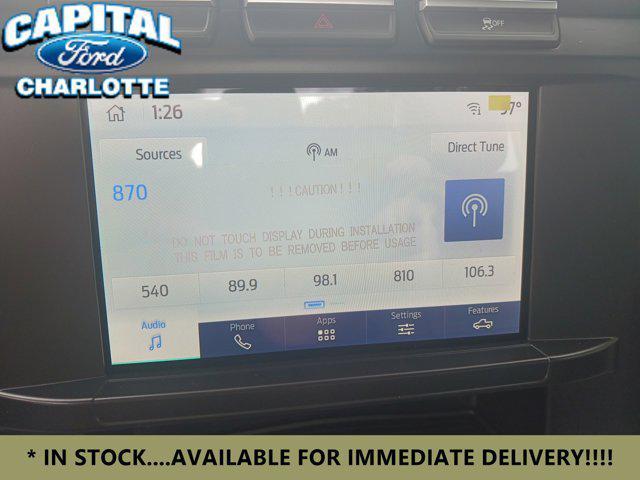 CAPITAL
Ford
CHARLOTTE
OFF
1:26
Sources
AM
Direct Tune
870
!!!CAUTION!!!
DO NOT TOUCH DISPLAY DURING INSTALLATION
THIS FILM IS TO BE REMOVED BEFORE USAGE
540 89.9 98.1 810 106.3
Audio Phone Apps Settings Features
* IN STOCK....AVAILABLE FOR IMMEDIATE DELIVERY!!!!